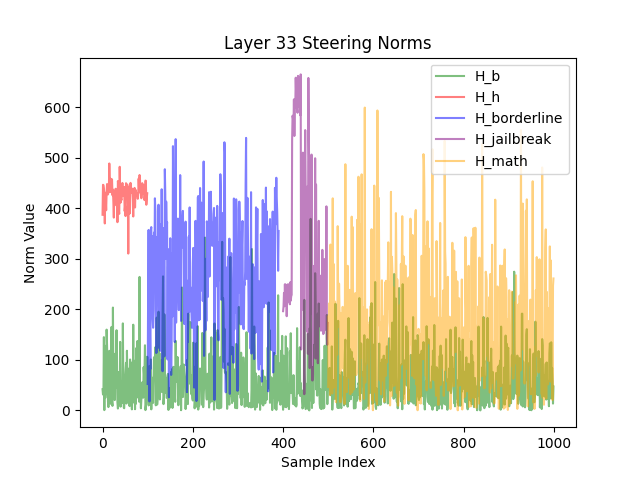 Layer 33 Steering Norms
H_b
H_h
H_borderline
H_jailbreak
H_math
Norm Value
600
500
400
300
200
100
0
0
200
400
600
800
1000
Sample Index